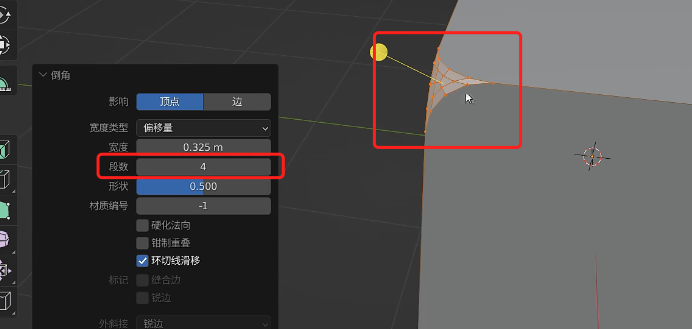 倒角
影响 顶点 边
宽度类型 偏移量
宽度 0.325 m
段数 4
形状 0.500
材质编号 -1
硬化法向
钳制重叠
环切线滑移
标记 缝合边
锐边
外斜接 锐边